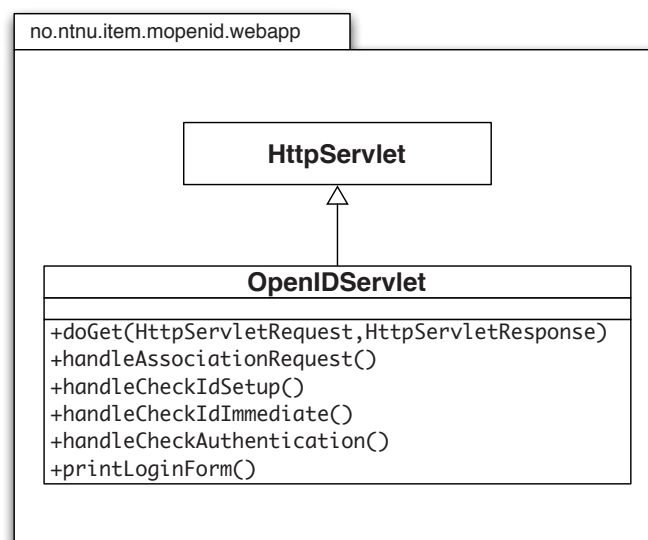 no.ntnu.item.mopenid.webapp
HttpServlet
OpenIDServlet
+doGet(HttpServletRequest,HttpServletResponse)
+handleAssociationRequest()
+handleCheckIdSetup()
+handleCheckIdImmediate()
+handleCheckAuthentication()
+printLoginForm()